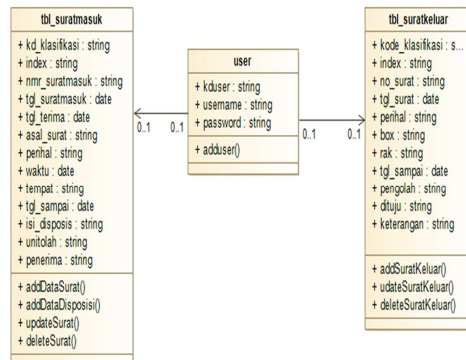 tbl_suratmasuk
+ kd_klasifikasi : string
+ index : string
+ nmr_suratmasuk : string
+ tgl_suratmasuk : date
+ tgl_terima : date
+ asal_surat : string
+ perihal : string
+ waktu : date
+ tempat : string
+ tgl_sampai : date
+ isi_disposis : string
+ unitolah : string
+ penerima : string
+ addDataSurat()
+ addDataDisposisi()
+ updateSurat()
+ deleteSurat()
0..1
0..1
user
+ kduser : string
+ username : string
+ password : string
+ adduser()
0..1
0..1
tbl_suratkeluar
+ kode_klasifikasi : s...
+ index : string
+ no_surat : string
+ tgl_surat : date
+ perihal : string
+ box : string
+ rak : string
+ tgl_sampai : date
+ pengolah : string
+ dituju : string
+ keterangan : string
+ addSuratKeluar()
+ udateSuratKeluar()
+ deleteSuratKeluar()